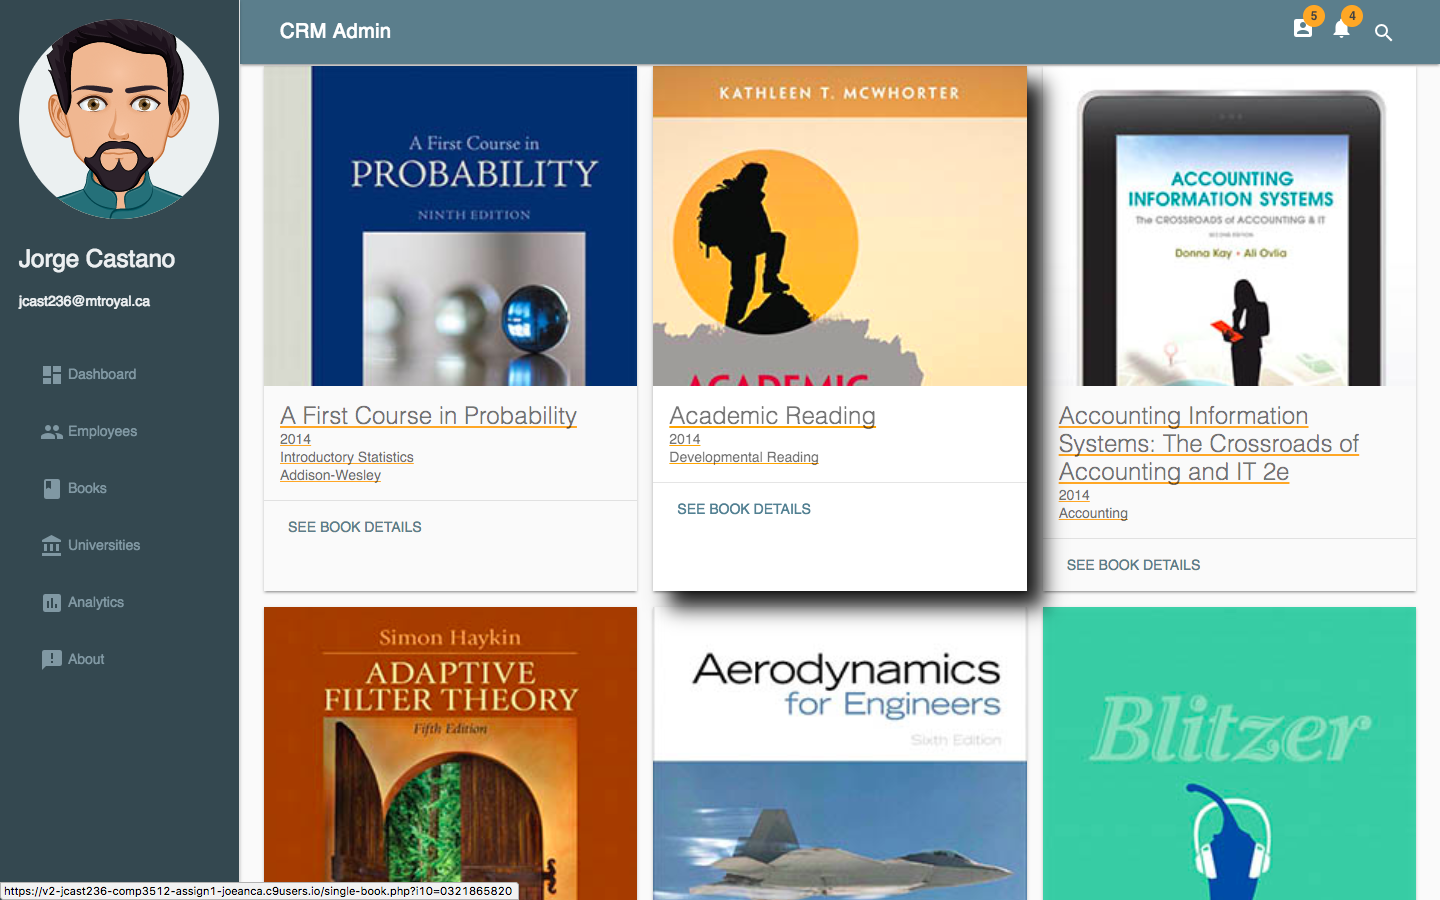 CRM Admin
5
4
Jorge Castano
jcast236@mtroyal.ca
Dashboard
Employees
Books
Universities
Analytics
About
A First Course in
PROBABILITY
NINTH EDITION
A First Course in Probability
2014
Introductory Statistics
Addison-Wesley
SEE BOOK DETAILS
KATHLEEN T. MCWHORTER
ACADEMIC
Academic Reading
2014
Developmental Reading
SEE BOOK DETAILS
ACCOUNTING
INFORMATION SYSTEMS
The CROSSROADS of ACCOUNTING & IT
SECOND EDITION
Donna Kay • Ali Ovlia
Accounting Information
Systems: The Crossroads of
Accounting and IT 2e
2014
Accounting
SEE BOOK DETAILS
Simon Haykin
ADAPTIVE
FILTER THEORY
Fifth Edition
Aerodynamics
for Engineers
Sixth Edition
Blitzer
https://v2-jcast236-comp3512-assign1-joeanca.c9users.io/single-book.php?i10=0321865820